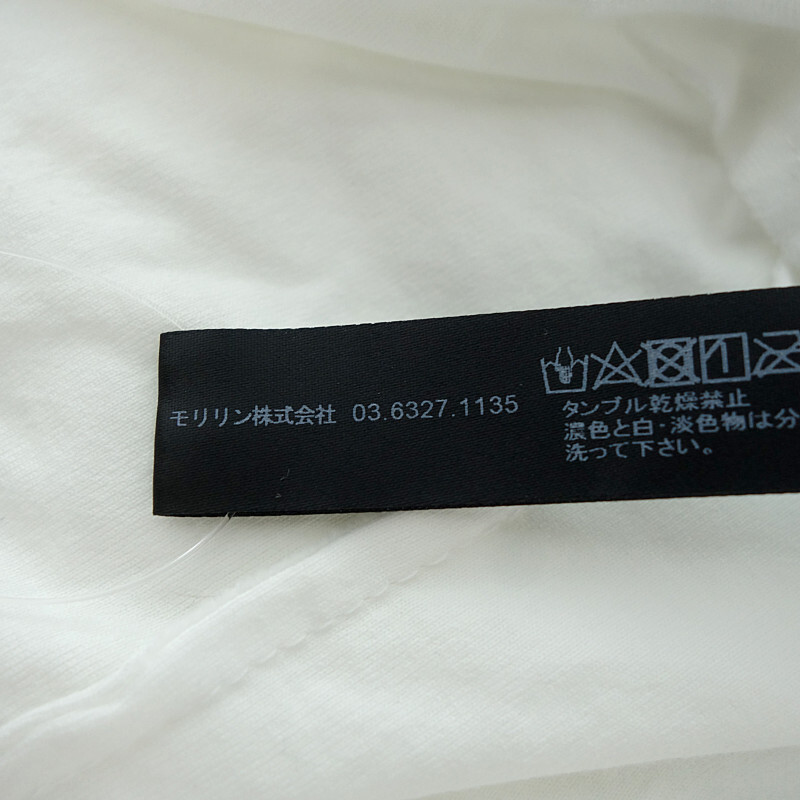 モリリン株式会社 03.6327.1135
タンブル乾燥禁止
濃色と白・淡色物は分
洗って下さい。